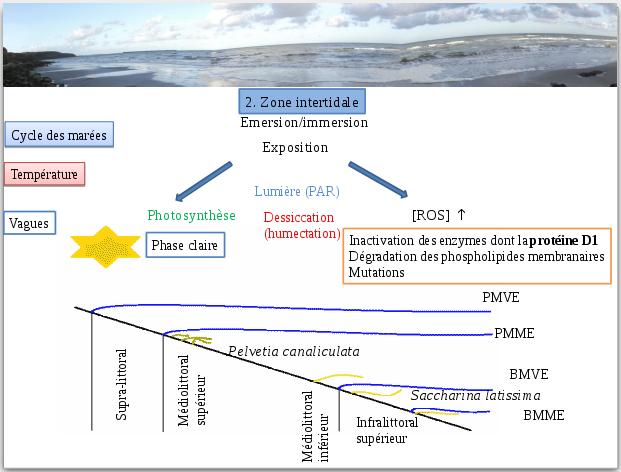 2. Zone intertidale
Emersion/immersion
Cycle des marées
Exposition
Température
Lumière (PAR)
Photosynthèse
Dessiccation
(humectation)
[ROS] ↑
Vagues
Phase claire
Inactivation des enzymes dont la protéine D1
Dégradation des phospholipides membranaires
Mutations
PMVE
PMME
Pelvetia canaliculata
BMVE
Saccharina latissima
BMME
Supra-littoral
Médiolittoral
supérieur
Médiolittoral
inférieur
Infralittoral
supérieur